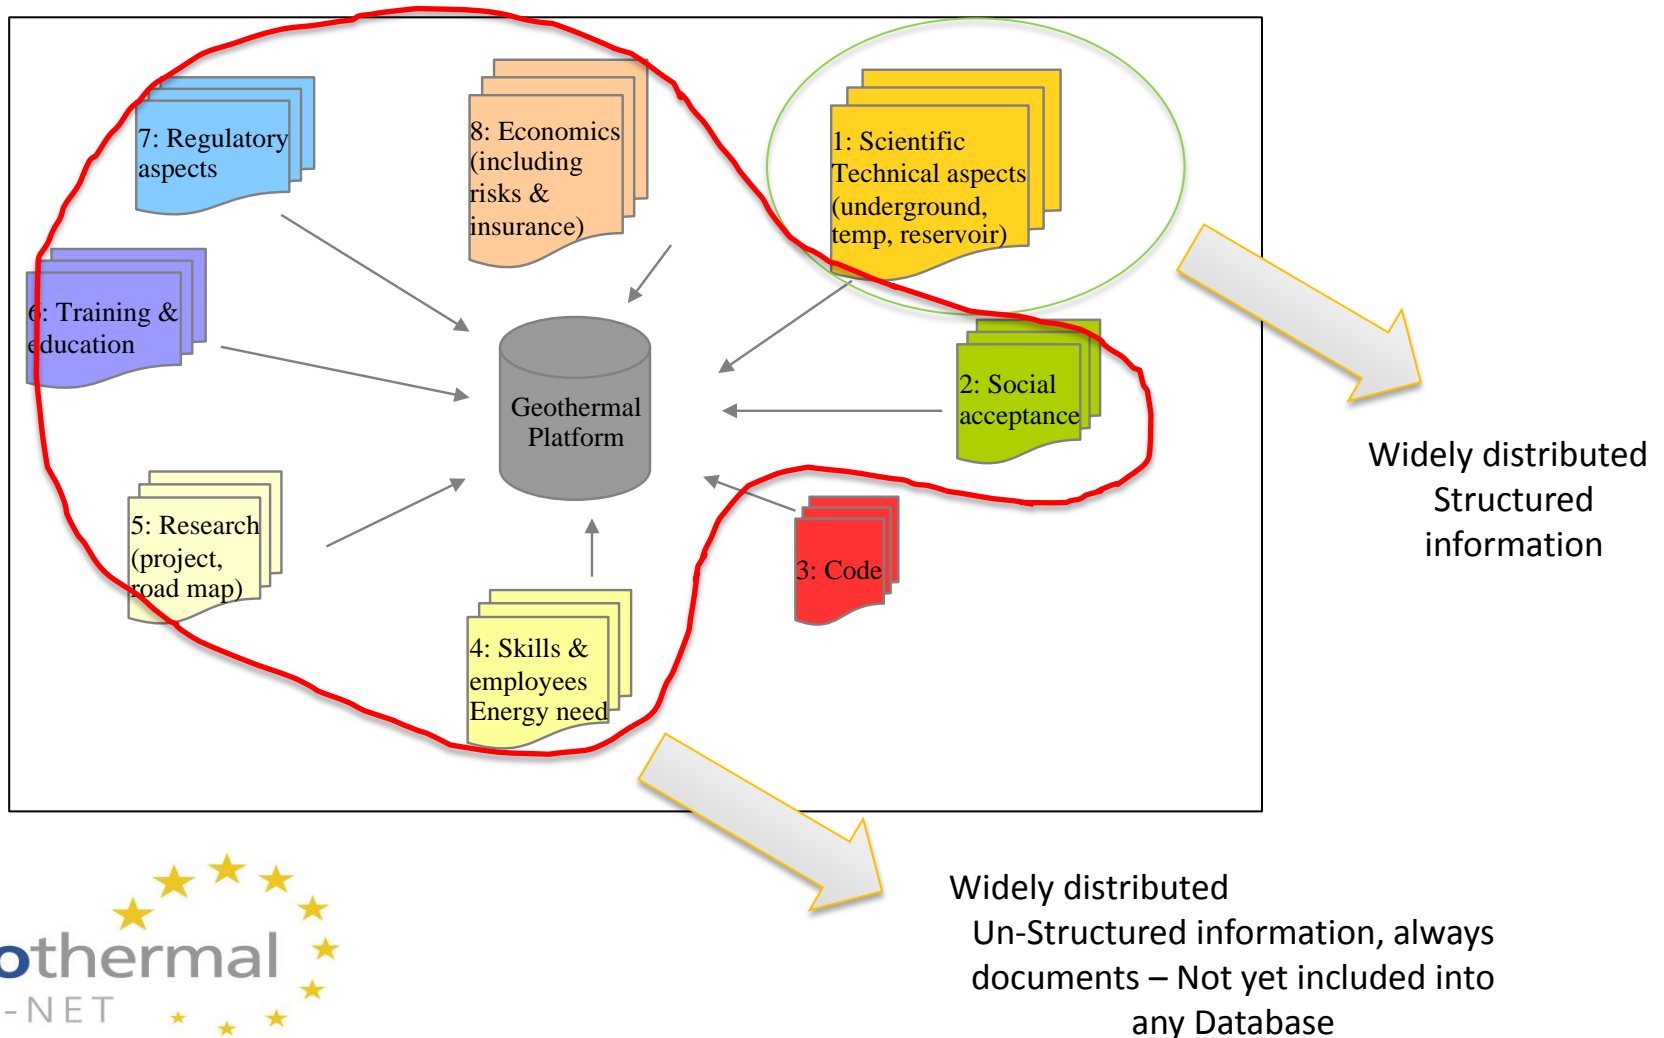 7: Regulatory
aspects
8: Economics
(including
risks &
insurance)
1: Scientific
Technical aspects
(underground,
temp, reservoir)
6: Training &
education
Geothermal
Platform
2: Social
acceptance
5: Research
(project,
road map)
3: Code
4: Skills &
employees
Energy need
Widely distributed
Structured
information
Widely distributed
Un-Structured information, always
documents – Not yet included into
any Database
othermal
-NET